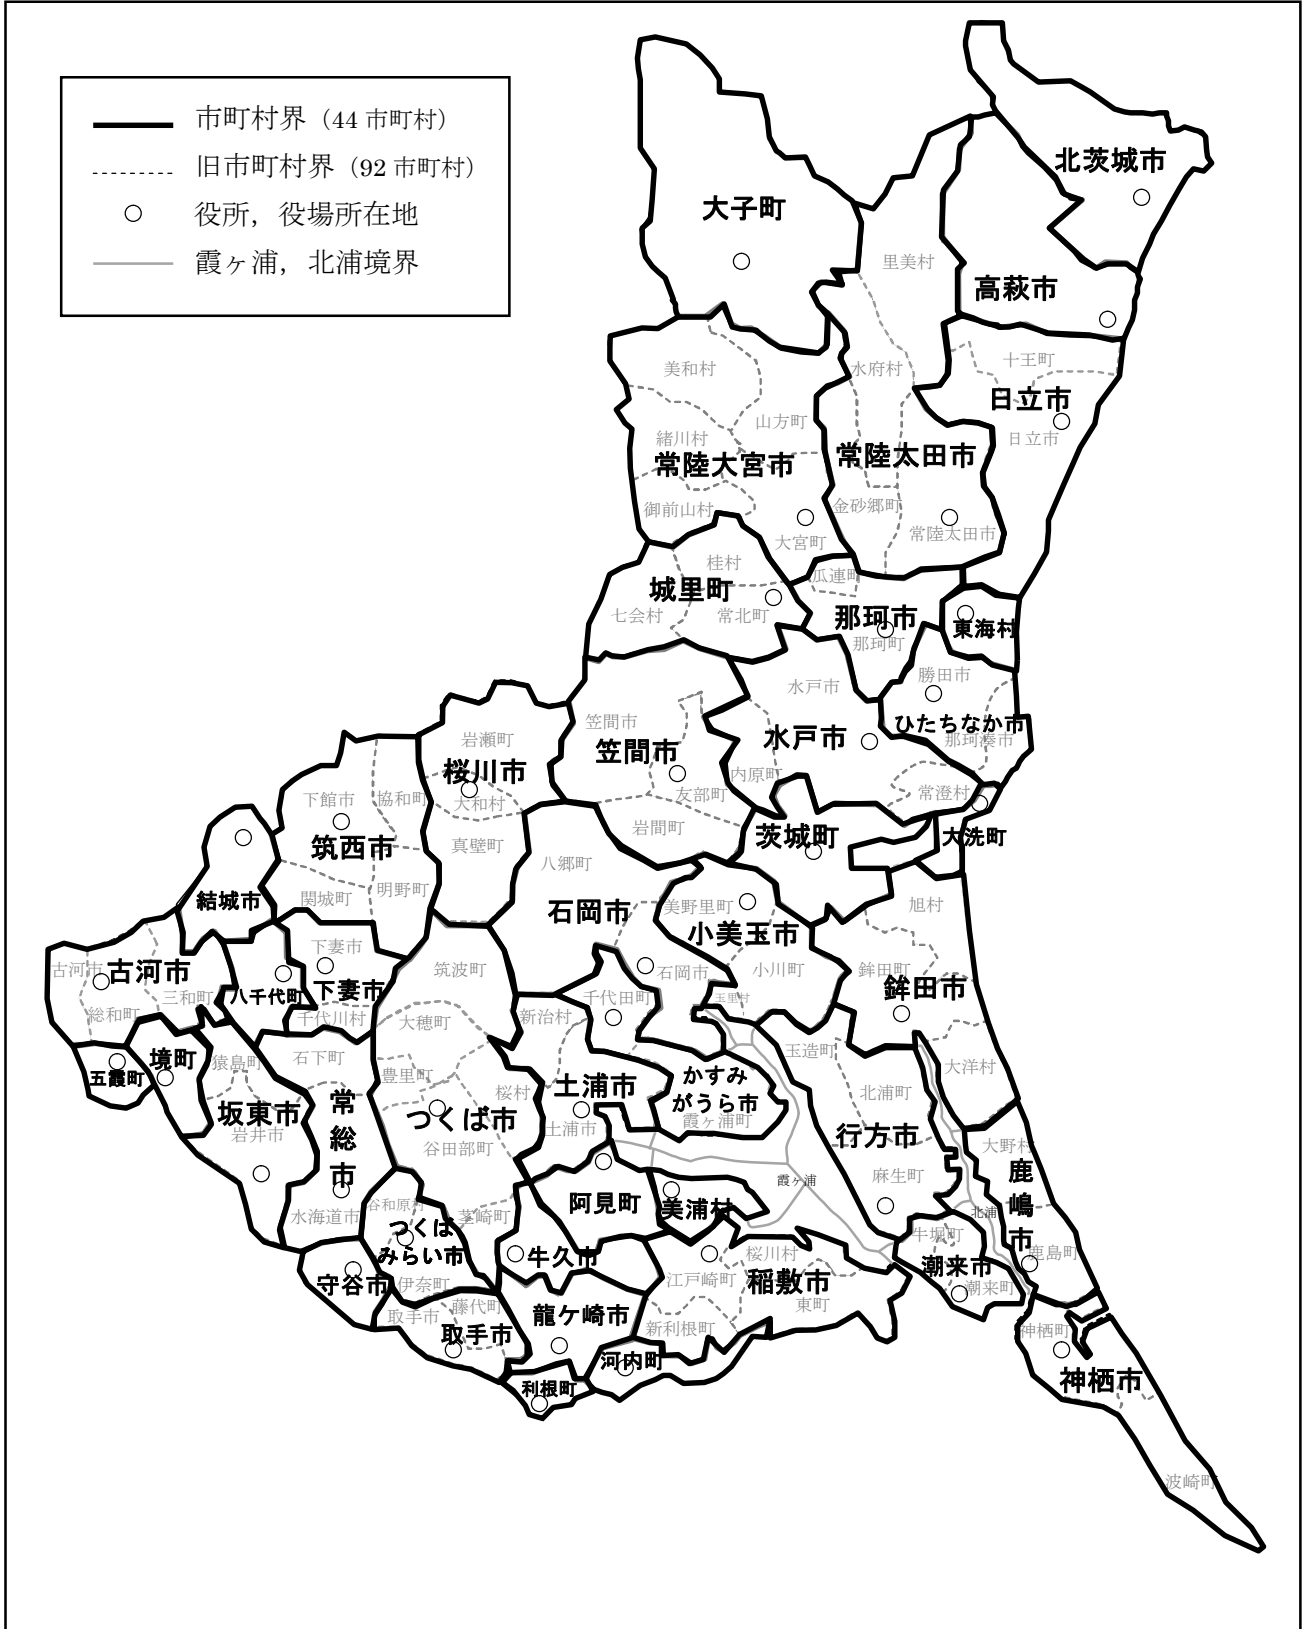 市町村界（44 市町村）
旧市町村界（92 市町村）
役所，役場所在地
霞ヶ浦，北浦境界
北茨城市
大子町
里美村
高萩市
美和村
水府村
十王町
日立市
山方町
緒川村
日立市
常陸大宮市
常陸太田市
御前山村
金砂郷町
大宮町
常陸太田市
桂村
瓜連町
城里町
七会村
常北町
那珂市
東海村
那珂町
勝田市
水戸市
笠間市
ひたちなか市
岩瀬町
笠間市
水戸市
那珂湊市
桜川市
内原町
下館市
協和町
大和村
友部町
常澄村
岩間町
茨城町
大洗町
筑西市
真壁町
八郷町
関城町
明野町
結城市
石岡市
美野里町
旭村
小美玉市
下妻市
古河市
古河市
筑波町
石岡市
小川町
鉾田町
鉾田市
三和町
八千代町
下妻市
千代田町
玉里村
総和町
千代川村
大穂町
新治村
境町
猿島町
石下町
玉造町
五霞町
豊里町
土浦市
かすみ
がうら市
大洋村
桜村
北浦町
坂東市
常総市
つくば市
霞ヶ浦町
岩井市
土浦市
行方市
谷田部町
大野村
麻生町
霞ヶ浦
鹿嶋市
水海道市
谷和原村
茎崎町
阿見町
美浦村
北浦
つくば
みらい市
牛久市
桜川村
牛堀町
鹿島町
守谷市
伊奈町
江戸崎町
稲敷市
潮来市
潮来町
取手市
藤代町
龍ケ崎市
東町
取手市
新利根町
神栖町
河内町
利根町
神栖市
波崎町